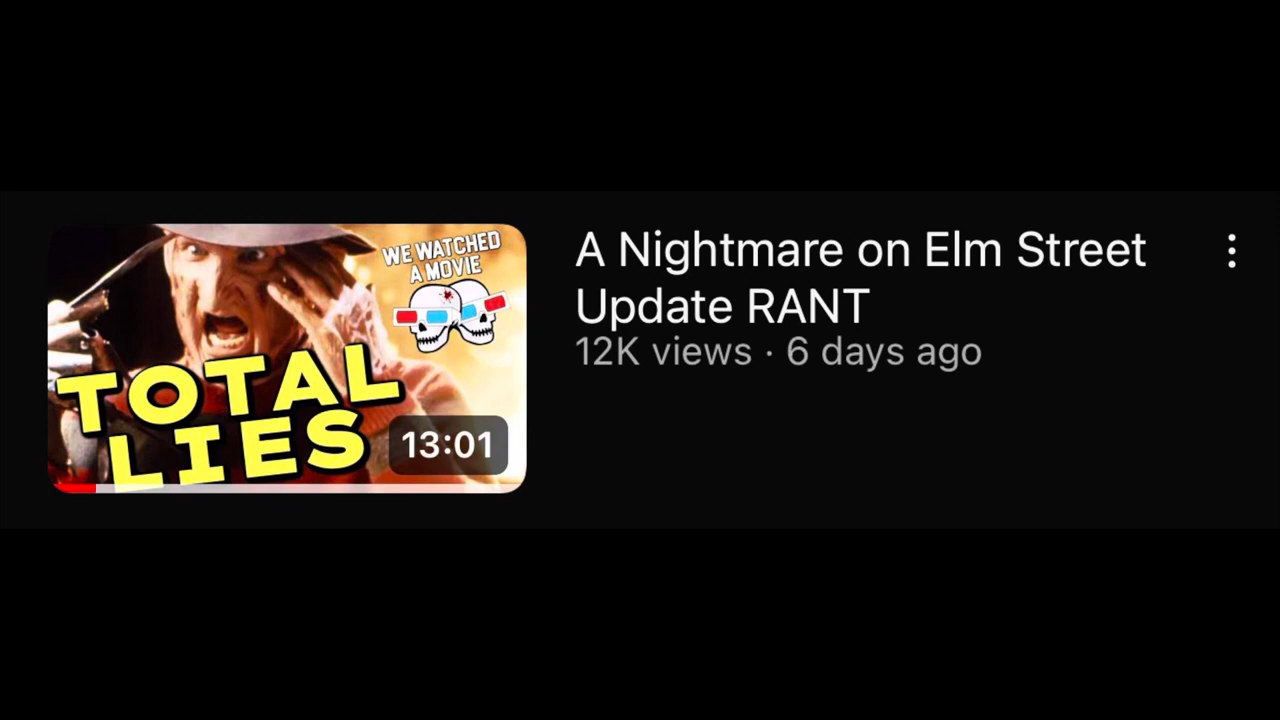 WE WATCHED
A MOVIE
TOTAL
LIES
13:01
A Nightmare on Elm Street
Update RANT
12K views · 6 days ago